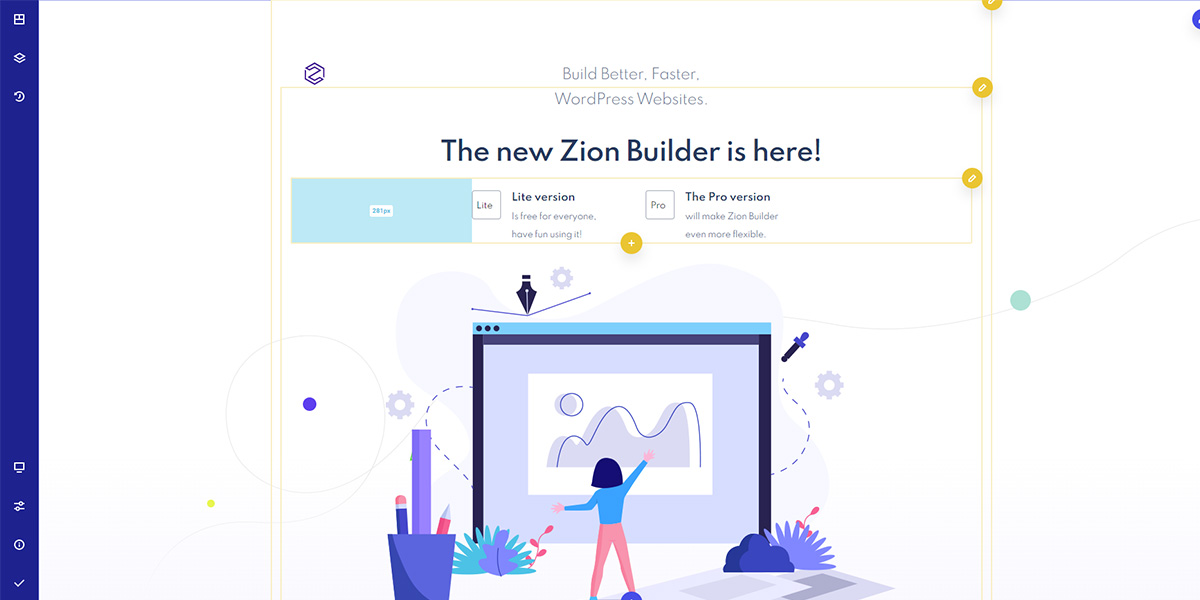 Build Better, Faster,
WordPress Websites.
The new Zion Builder is here!
281px
Lite
Lite version
Is free for everyone,
have fun using it!
Pro
The Pro version
will make Zion Builder
even more flexible.